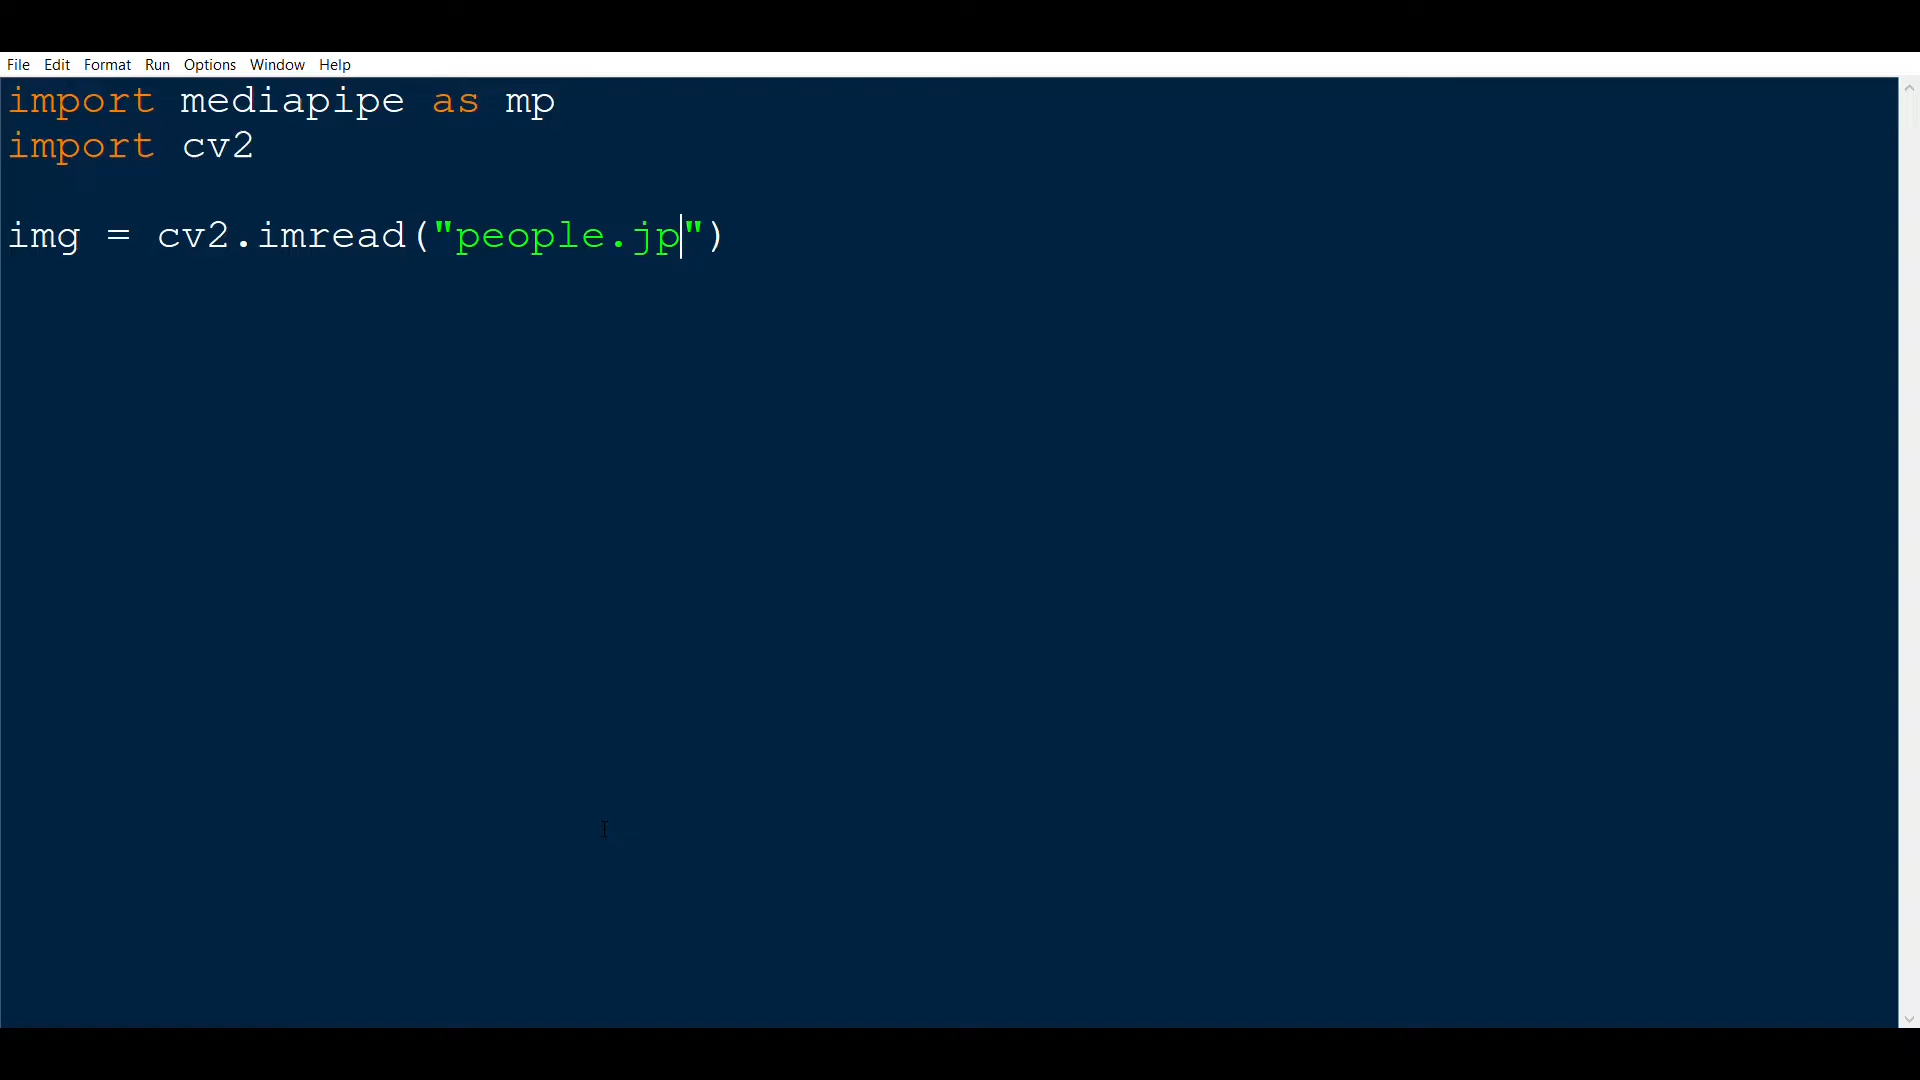 File Edit Format Run Options Window Help
import mediapipe as mp
import cv2
img = cv2.imread("people.jp")